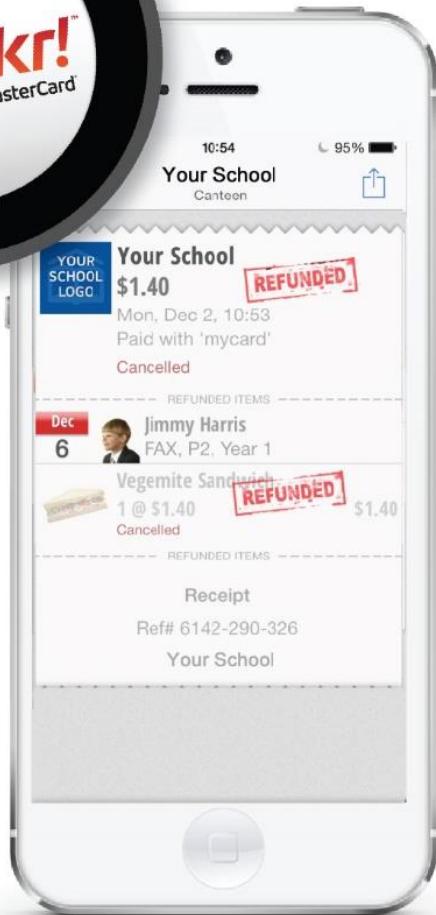 kr!™
asterCard
10:54
95%
Your School
Canteen
YOUR
SCHOOL
LOGO
Your School
$1.40
REFUNDED
Mon, Dec 2, 10:53
Paid with 'mycard'
Cancelled
REFUNDED ITEMS
Dec
6
Jimmy Harris
FAX, P2, Year 1
Vegemite Sandwich
1 @ $1.40
REFUNDED
$1.40
Cancelled
REFUNDED ITEMS
Receipt
Ref# 6142-290-326
Your School